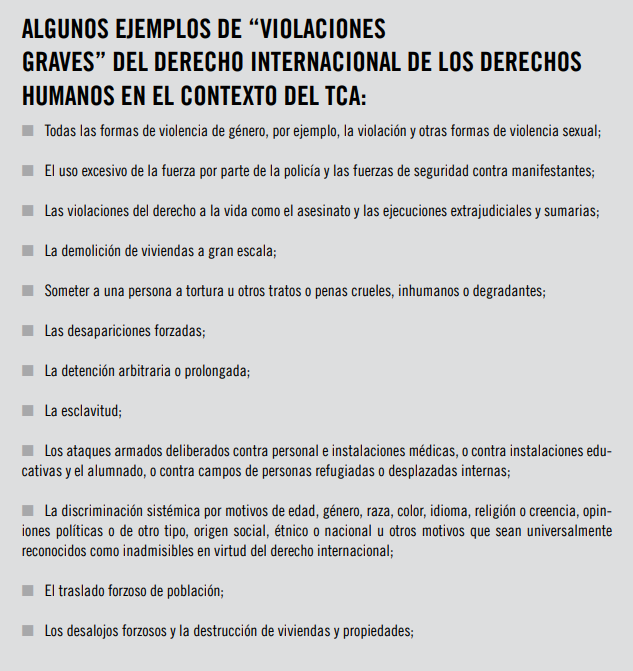 ALGUNOS EJEMPLOS DE “VIOLACIONES
GRAVES” DEL DERECHO INTERNACIONAL DE LOS DERECHOS
HUMANOS EN EL CONTEXTO DEL TCA:
■ Todas las formas de violencia de género, por ejemplo, la violación y otras formas de violencia sexual;
■ El uso excesivo de la fuerza por parte de la policía y las fuerzas de seguridad contra manifestantes;
■ Las violaciones del derecho a la vida como el asesinato y las ejecuciones extrajudiciales y sumarias;
■ La demolición de viviendas a gran escala;
■ Someter a una persona a tortura u otros tratos o penas crueles, inhumanos o degradantes;
■ Las desapariciones forzadas;
■ La detención arbitraria o prolongada;
■ La esclavitud;
■ Los ataques armados deliberados contra personal e instalaciones médicas, o contra instalaciones edu-
cativas y el alumnado, o contra campos de personas refugiadas o desplazadas internas;
■ La discriminación sistémica por motivos de edad, género, raza, color, idioma, religión o creencia, opin-
iones políticas o de otro tipo, origen social, étnico o nacional u otros motivos que sean universalmente
reconocidos como inadmisibles en virtud del derecho internacional;
■ El traslado forzoso de población;
■ Los desalojos forzosos y la destrucción de viviendas y propiedades;